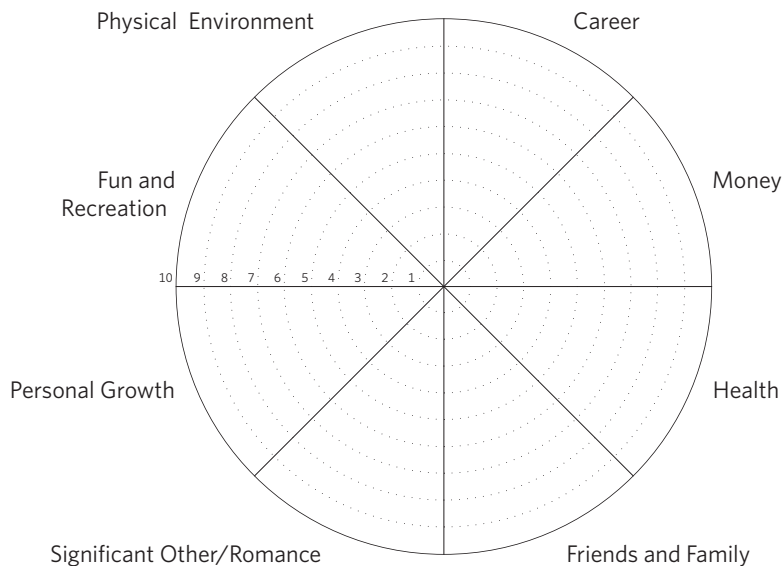 Physical Environment
Career
Fun and
Recreation
Money
10 9 8 7 6 5 4 3 2 1
Personal Growth
Health
Significant Other/Romance
Friends and Family